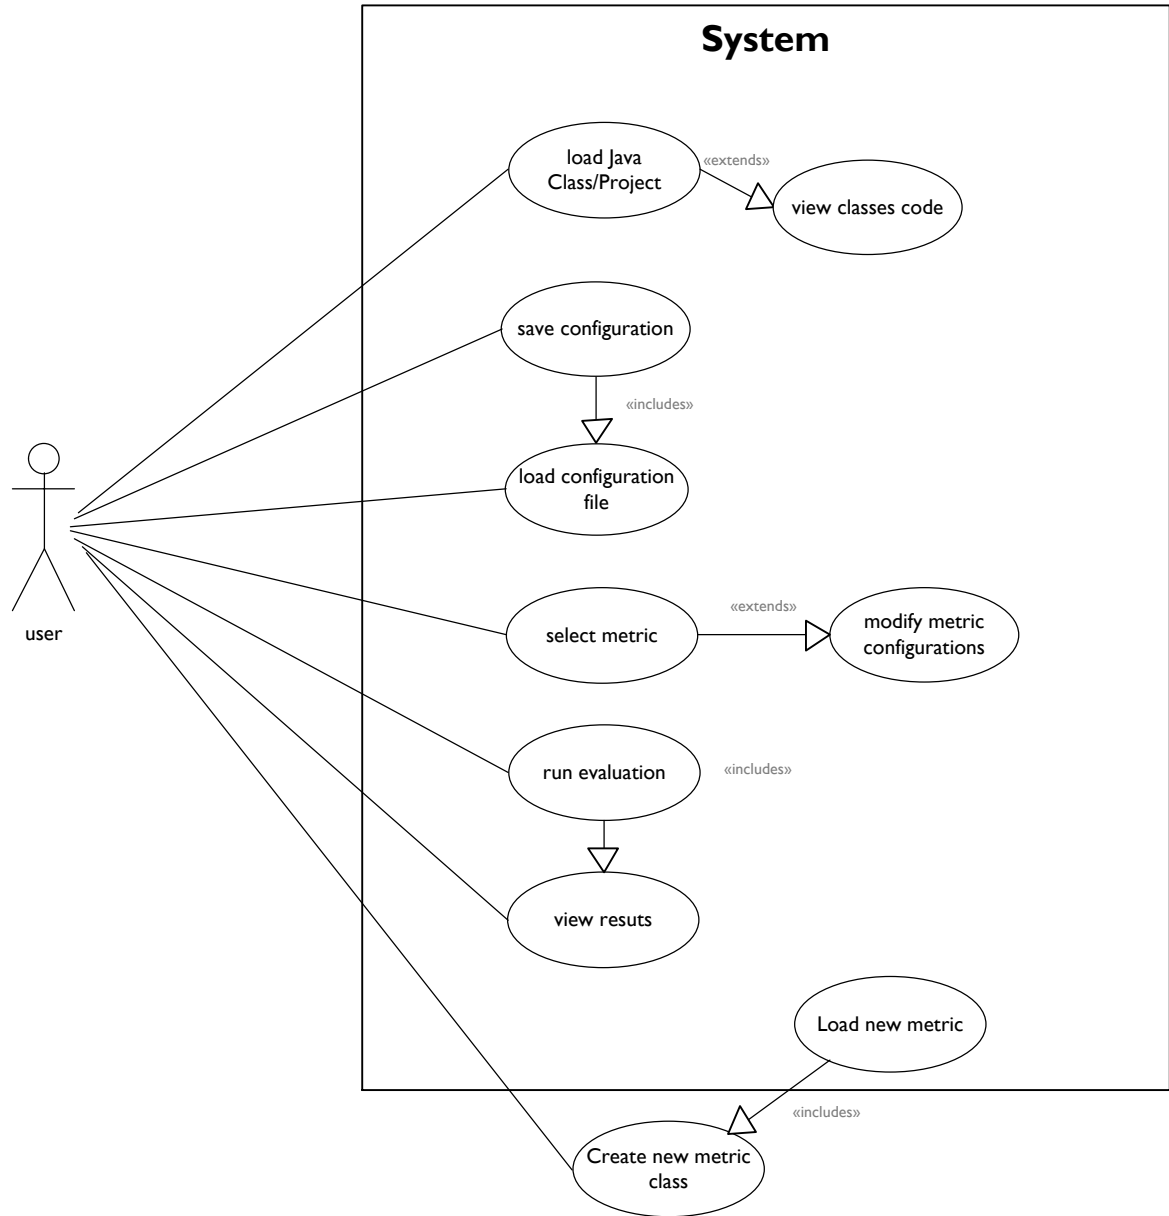 System
load Java
Class/Project
«extends»
view classes code
save configuration
«includes»
load configuration
file
user
select metric
«extends»
modify metric
configurations
run evaluation
«includes»
view resuts
Load new metric
«includes»
Create new metric
class